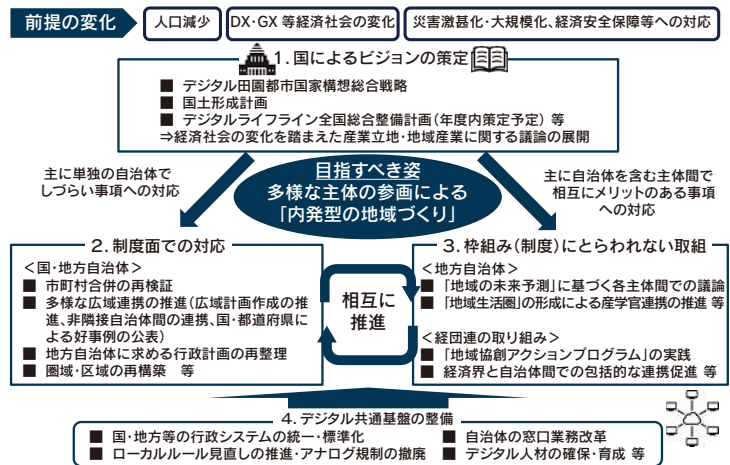 前提の変化
人口減少
DX・GX 等経済社会の変化
災害激甚化・大規模化、経済安全保障等への対応
1.国によるビジョンの策定
■ デジタル田園都市国家構想総合戦略
■ 国土形成計画
■ デジタルライフライン全国総合整備計画(年度内策定予定) 等
⇒経済社会の変化を踏まえた産業立地・地域産業に関する議論の展開
主に単独の自治体で
しづらい事項への対応
目指すべき姿
多様な主体の参画による
「内発型の地域づくり」
主に自治体を含む主体間で
相互にメリットのある事項
への対応
2.制度面での対応
<国・地方自治体>
■ 市町村合併の再検証
■ 多様な広域連携の推進(広域計画作成の推
進、非隣接自治体間の連携、国・都道府県に
よる好事例の公表)
■ 地方自治体に求める行政計画の再整理
■ 圏域・区域の再構築 等
相互に
推進
3.枠組み(制度)にとらわれない取組
<地方自治体>
■ 「地域の未来予測」に基づく各主体間での議論
■ 「地域生活圏」の形成による産学官連携の推進 等
<経団連の取り組み>
■ 「地域協創アクションプログラム」の実践
■ 経済界と自治体間での包括的な連携促進 等
4.デジタル共通基盤の整備
■ 国・地方等の行政システムの統一・標準化
■ ローカルルール見直しの推進・アナログ規制の撤廃
■ 自治体の窓口業務改革
■ デジタル人材の確保・育成 等